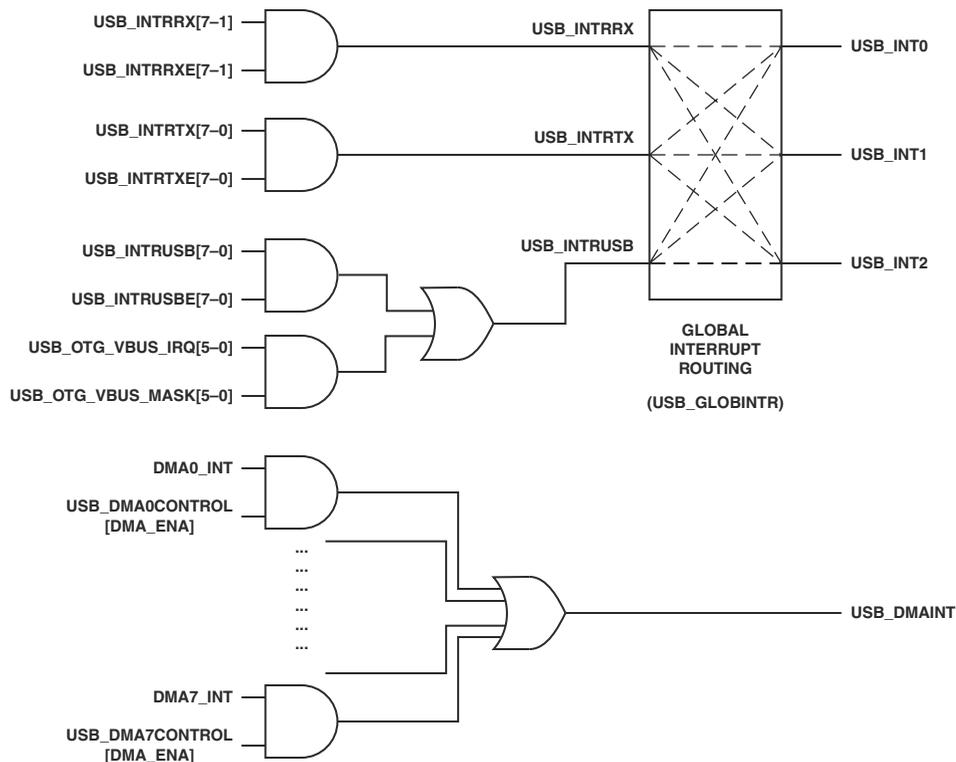 USB_INTRRX[7–1]
USB_INTRRX
USB_INT0
USB_INTRRXE[7–1]
USB_INTRTX[7–0]
USB_INTRTX
USB_INT1
USB_INTRTXE[7–0]
USB_INTRUSB[7–0]
USB_INTRUSB
USB_INT2
USB_INTRUSBE[7–0]
USB_OTG_VBUS_IRQ[5–0]
USB_OTG_VBUS_MASK[5–0]
GLOBAL
INTERRUPT
ROUTING
(USB_GLOBINTR)
DMA0_INT
USB_DMA0CONTROL
[DMA_ENA]
...
...
...
...
...
...
USB_DMAINT
DMA7_INT
USB_DMA7CONTROL
[DMA_ENA]